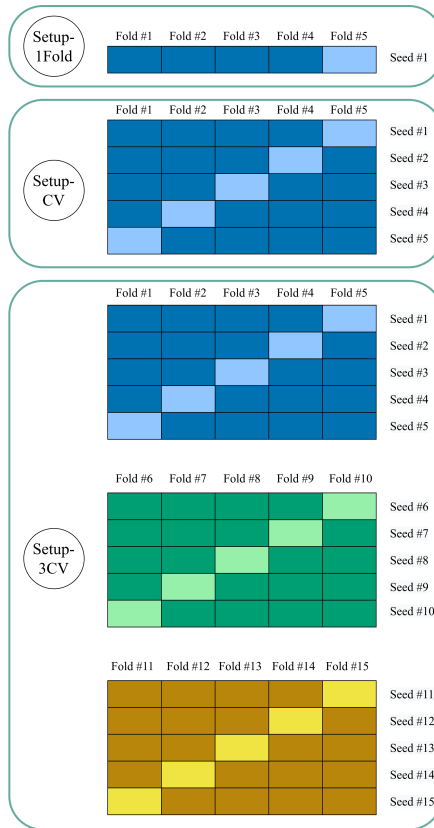 Setup-
1Fold
Fold #1 Fold #2 Fold #3 Fold #4 Fold #5
Seed #1
Setup-
CV
Fold #1 Fold #2 Fold #3 Fold #4 Fold #5
Seed #1
Seed #2
Seed #3
Seed #4
Seed #5
Setup-
3CV
Fold #1 Fold #2 Fold #3 Fold #4 Fold #5
Seed #1
Seed #2
Seed #3
Seed #4
Seed #5
Fold #6 Fold #7 Fold #8 Fold #9 Fold #10
Seed #6
Seed #7
Seed #8
Seed #9
Seed #10
Fold #11 Fold #12 Fold #13 Fold #14 Fold #15
Seed #11
Seed #12
Seed #13
Seed #14
Seed #15